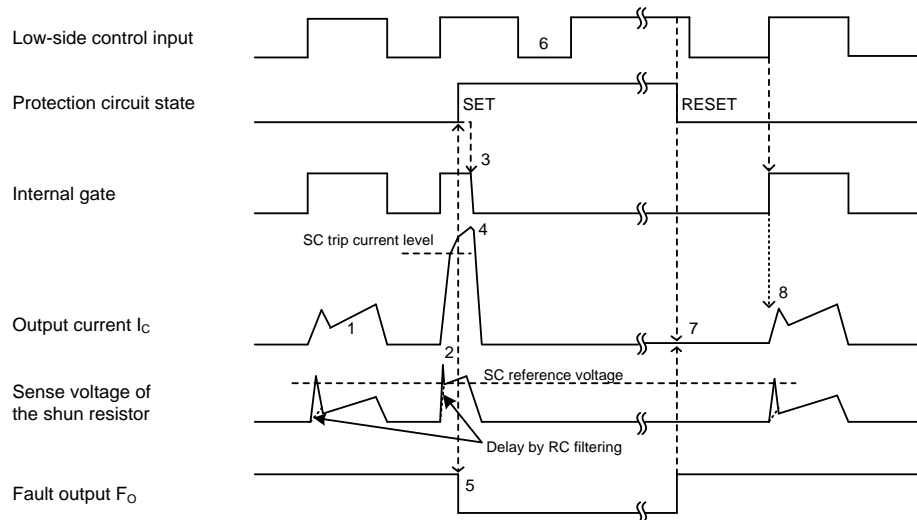 Low-side control input
6
Protection circuit state
SET
RESET
3
Internal gate
4
SC trip current level
8
Output current IC
1
7
2
SC reference voltage
Sense voltage of
the shun resistor
Delay by RC filtering
5
Fault output FO